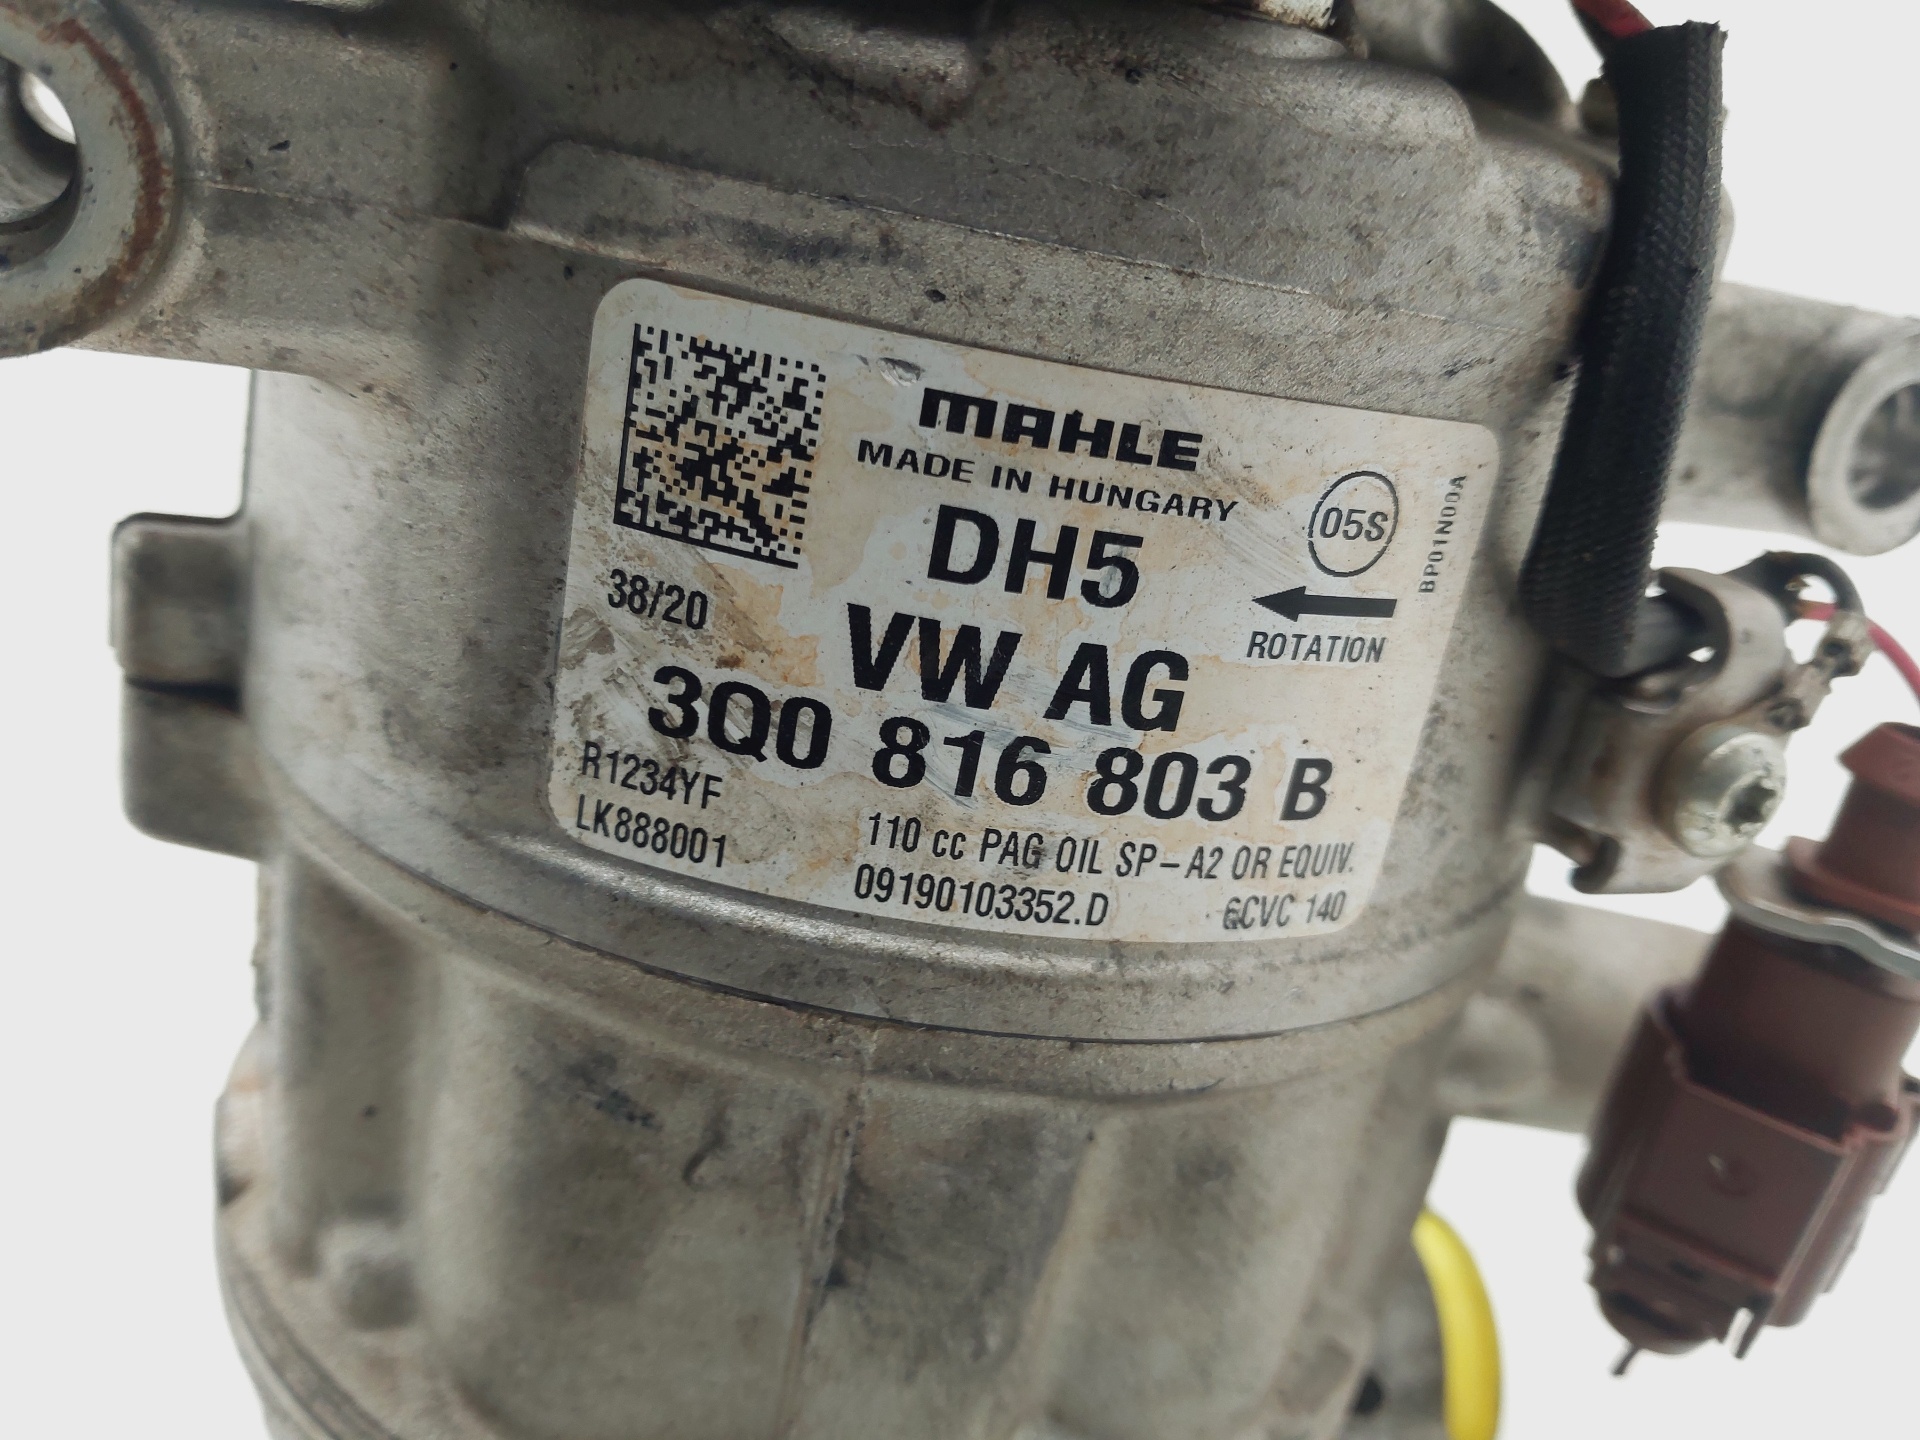 MAHLE
MADE IN HUNGARY
DH5
05S
BP01N00A
ROTATION
38/20
VW AG
3Q0 816 803 B
R1234YF
LK888001
110 cc PAG OIL SP-A2 OR EQUIV.
09190103352.D
6CVC 140